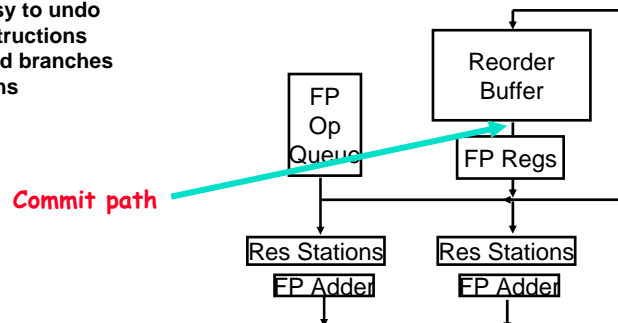 sy to undo
tructions
d branches
ns
Reorder
Buffer
FP
Op
Queue
FP Regs
Commit path
Res Stations
Res Stations
FP Adder
FP Adder